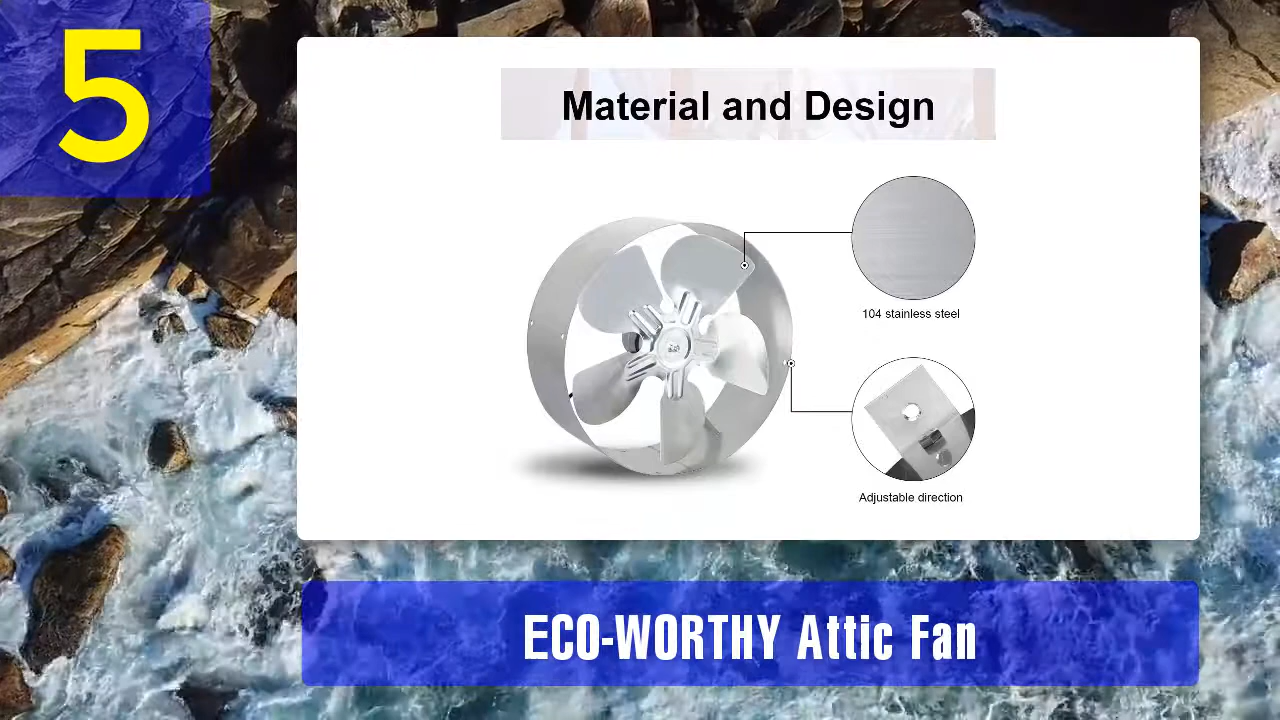 5
Material and Design
104 stainless steel
Adjustable direction
ECO-WORTHY Attic Fan